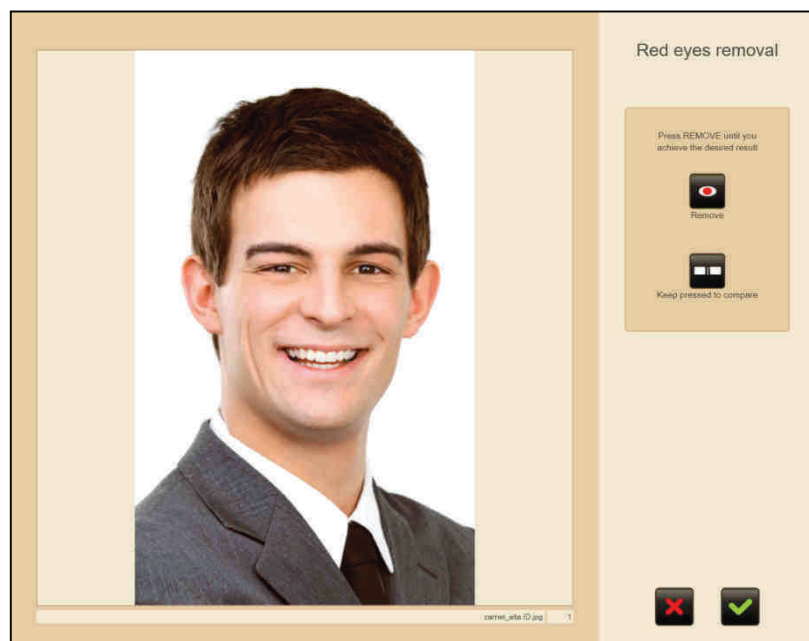 Red eyes removal
Press REMOVE until you
achieve the desired result
Remove
Keep pressed to compare
carnet_alta ID.jpg
1